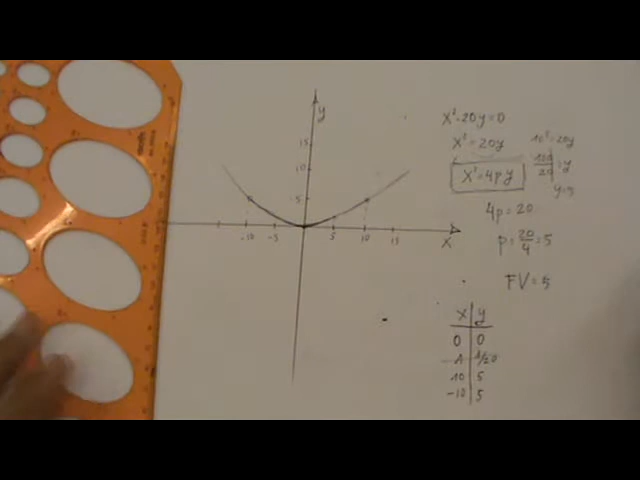 y
15
10
5
-10 -5 5 10 15
x
x²-20y=0
x²=20y
x²=4py
4p=20
p=20/4=5
FV=5
10²=20y
100/20=y
y=5
x y
0 0
-1 1/20
10 5
-10 5